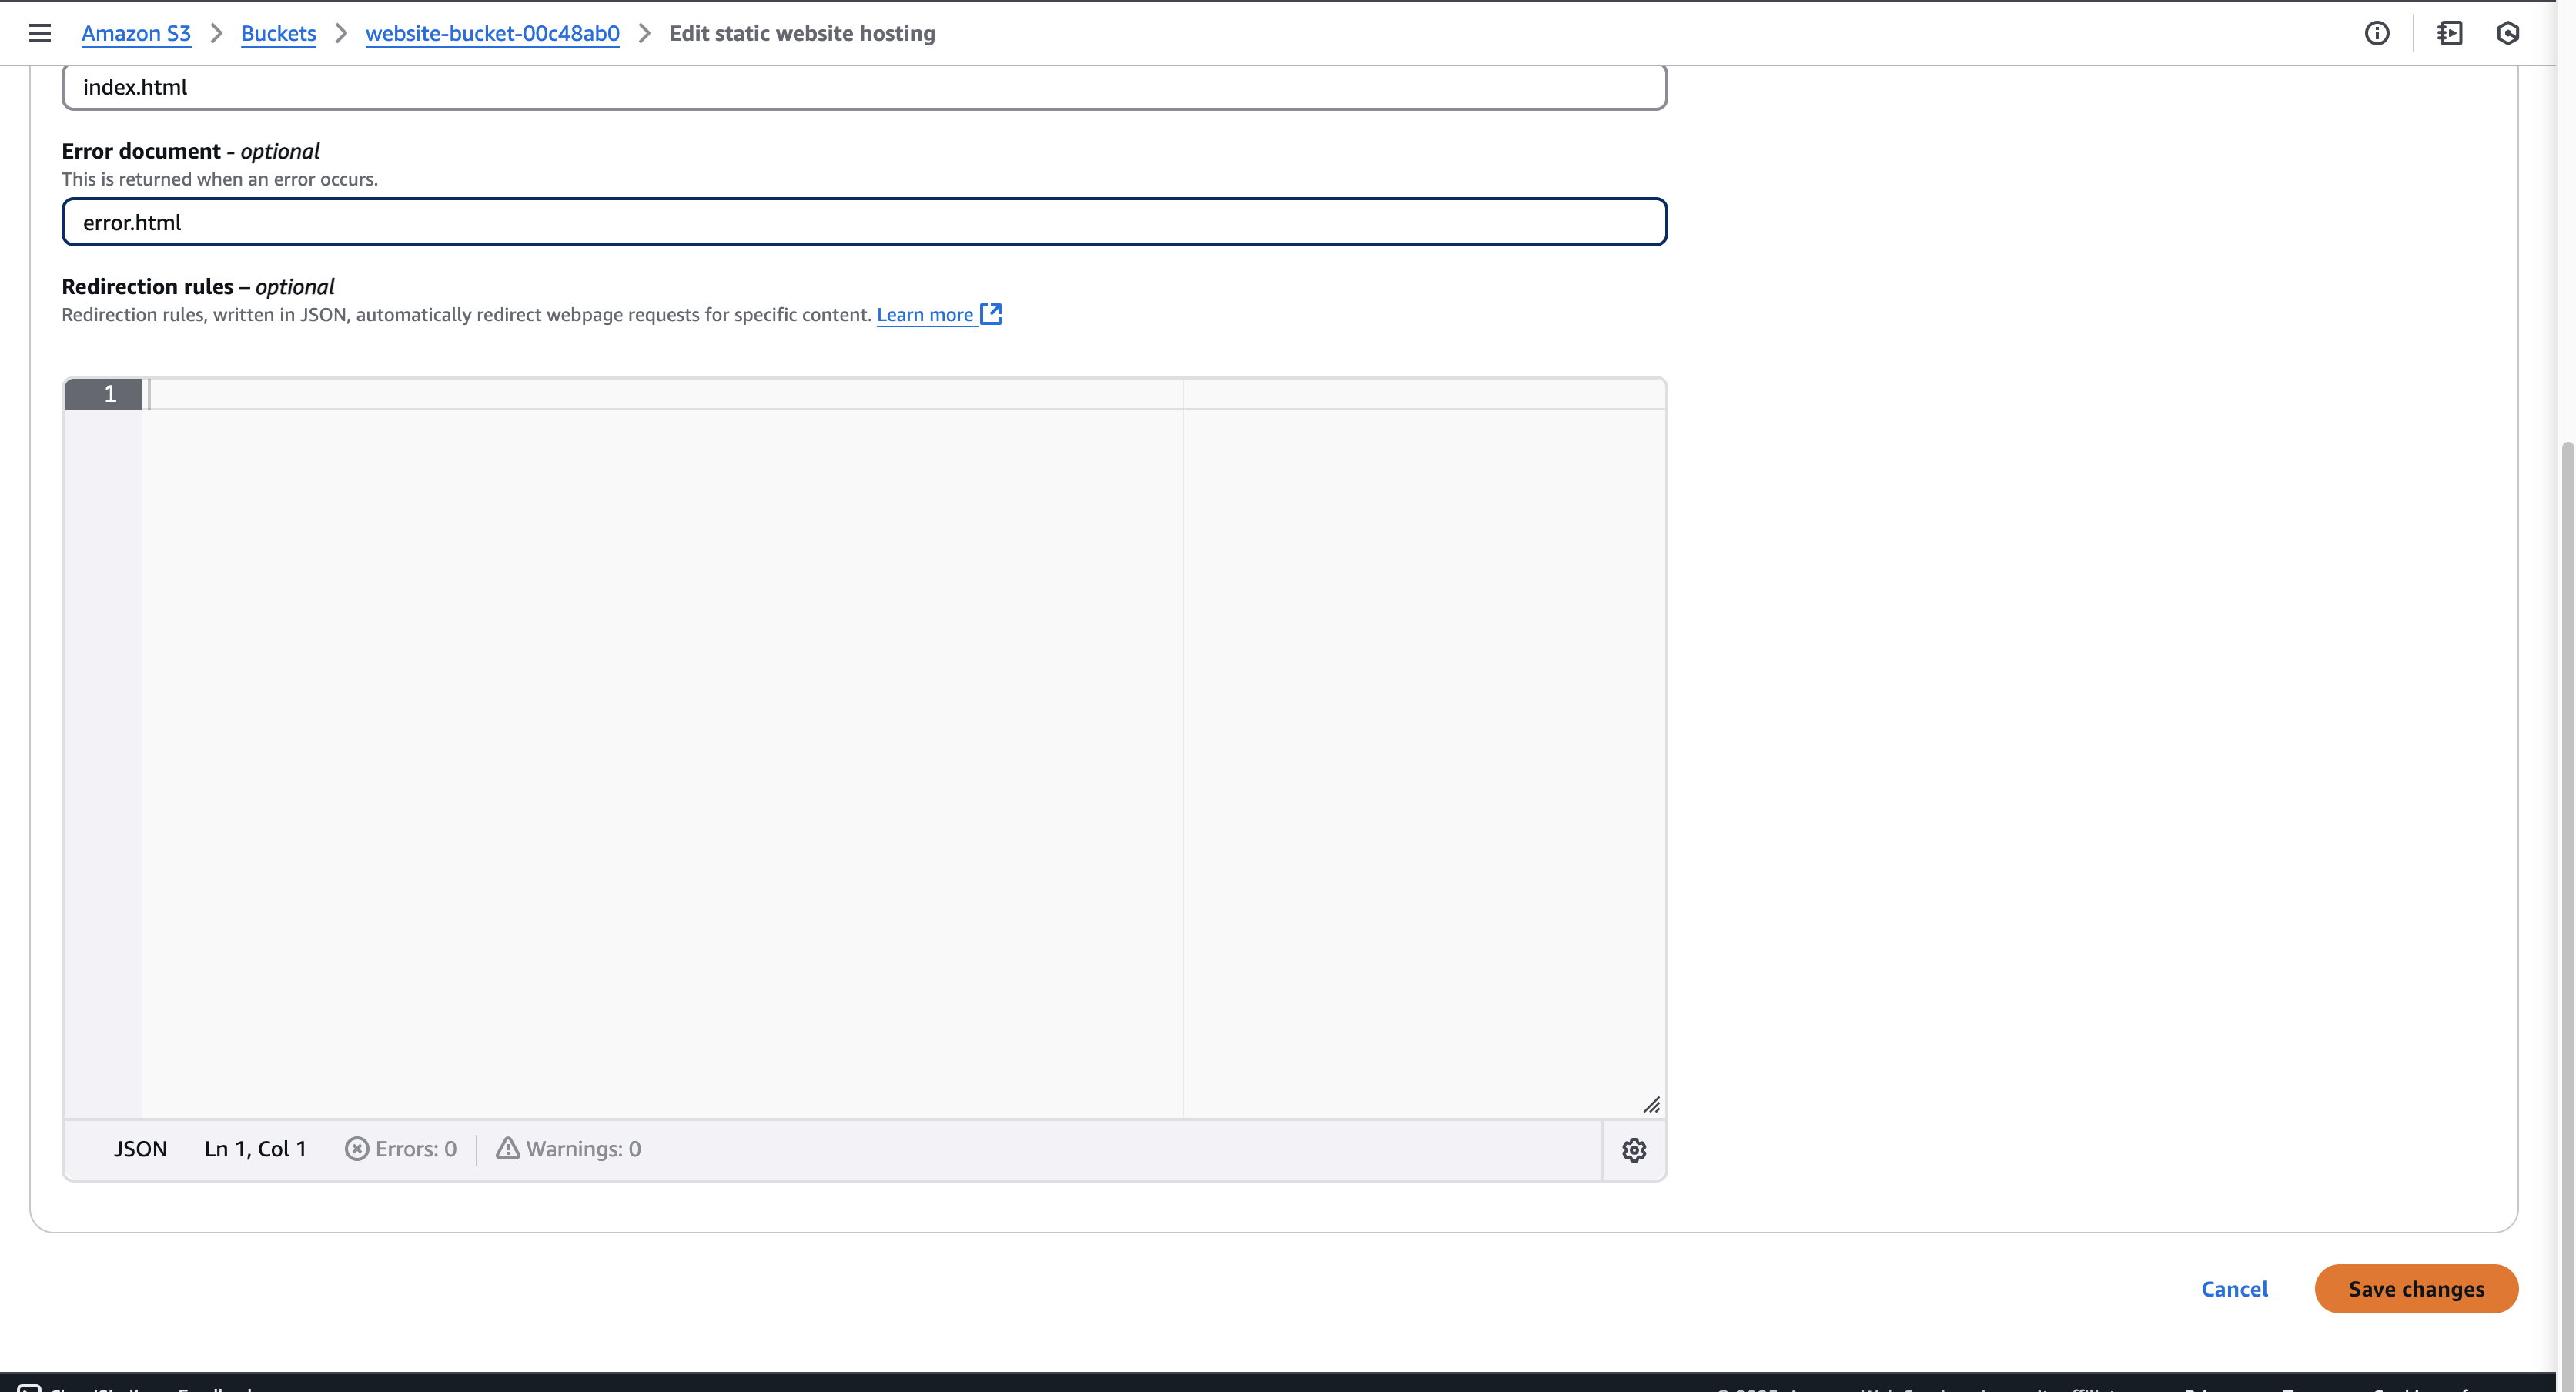 Amazon S3 > Buckets > website-bucket-00c48ab0 > Edit static website hosting
index.html
Error document - optional
This is returned when an error occurs.
error.html
Redirection rules – optional
Redirection rules, written in JSON, automatically redirect webpage requests for specific content. Learn more
1
JSON Ln 1, Col 1 Errors: 0 Warnings: 0
Cancel Save changes